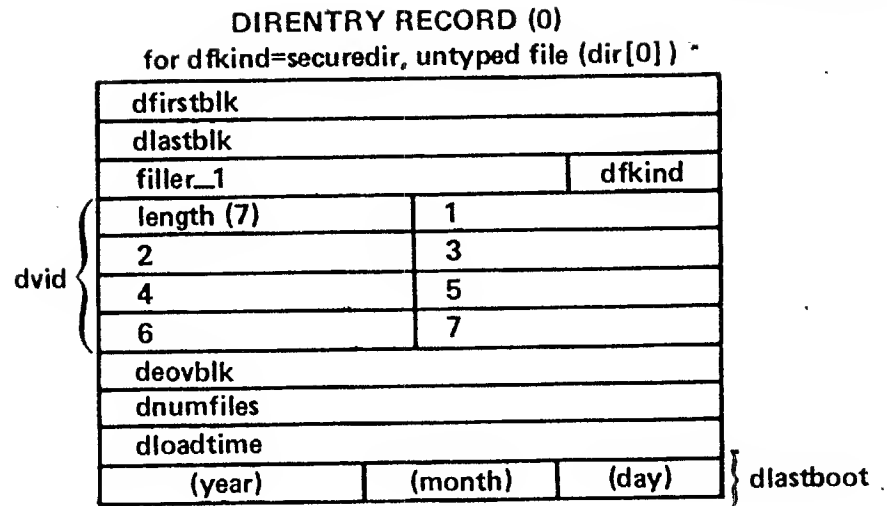 DIRENTRY RECORD (0)
for dfkind=securedir, untyped file (dir[0])
dfirstblk
dlastblk
filler_1 dfkind
length (7) 1
2 3
dvid
4 5
6 7
deovblk
dnumfiles
dloadtime
(year) (month) (day) dlastboot